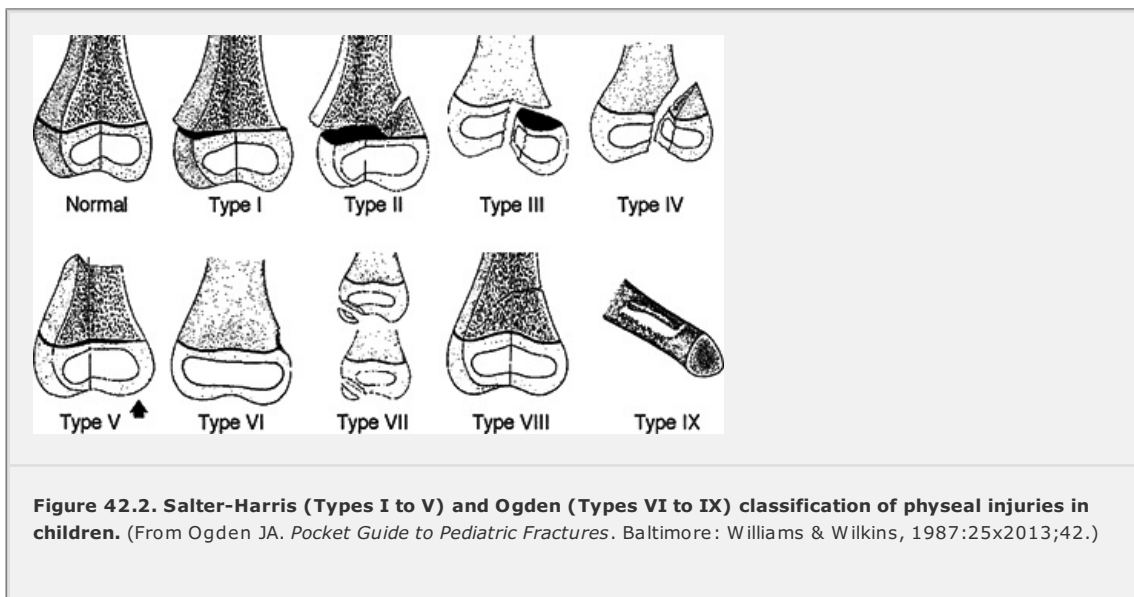 Normal Type I Type II Type III Type IV
Type V Type VI Type VII Type VIII Type IX
Figure 42.2. Salter-Harris (Types I to V) and Ogden (Types VI to IX) classification of physeal injuries in
children. (From Ogden JA. Pocket Guide to Pediatric Fractures. Baltimore: Williams & Wilkins, 1987:25x2013;42.)